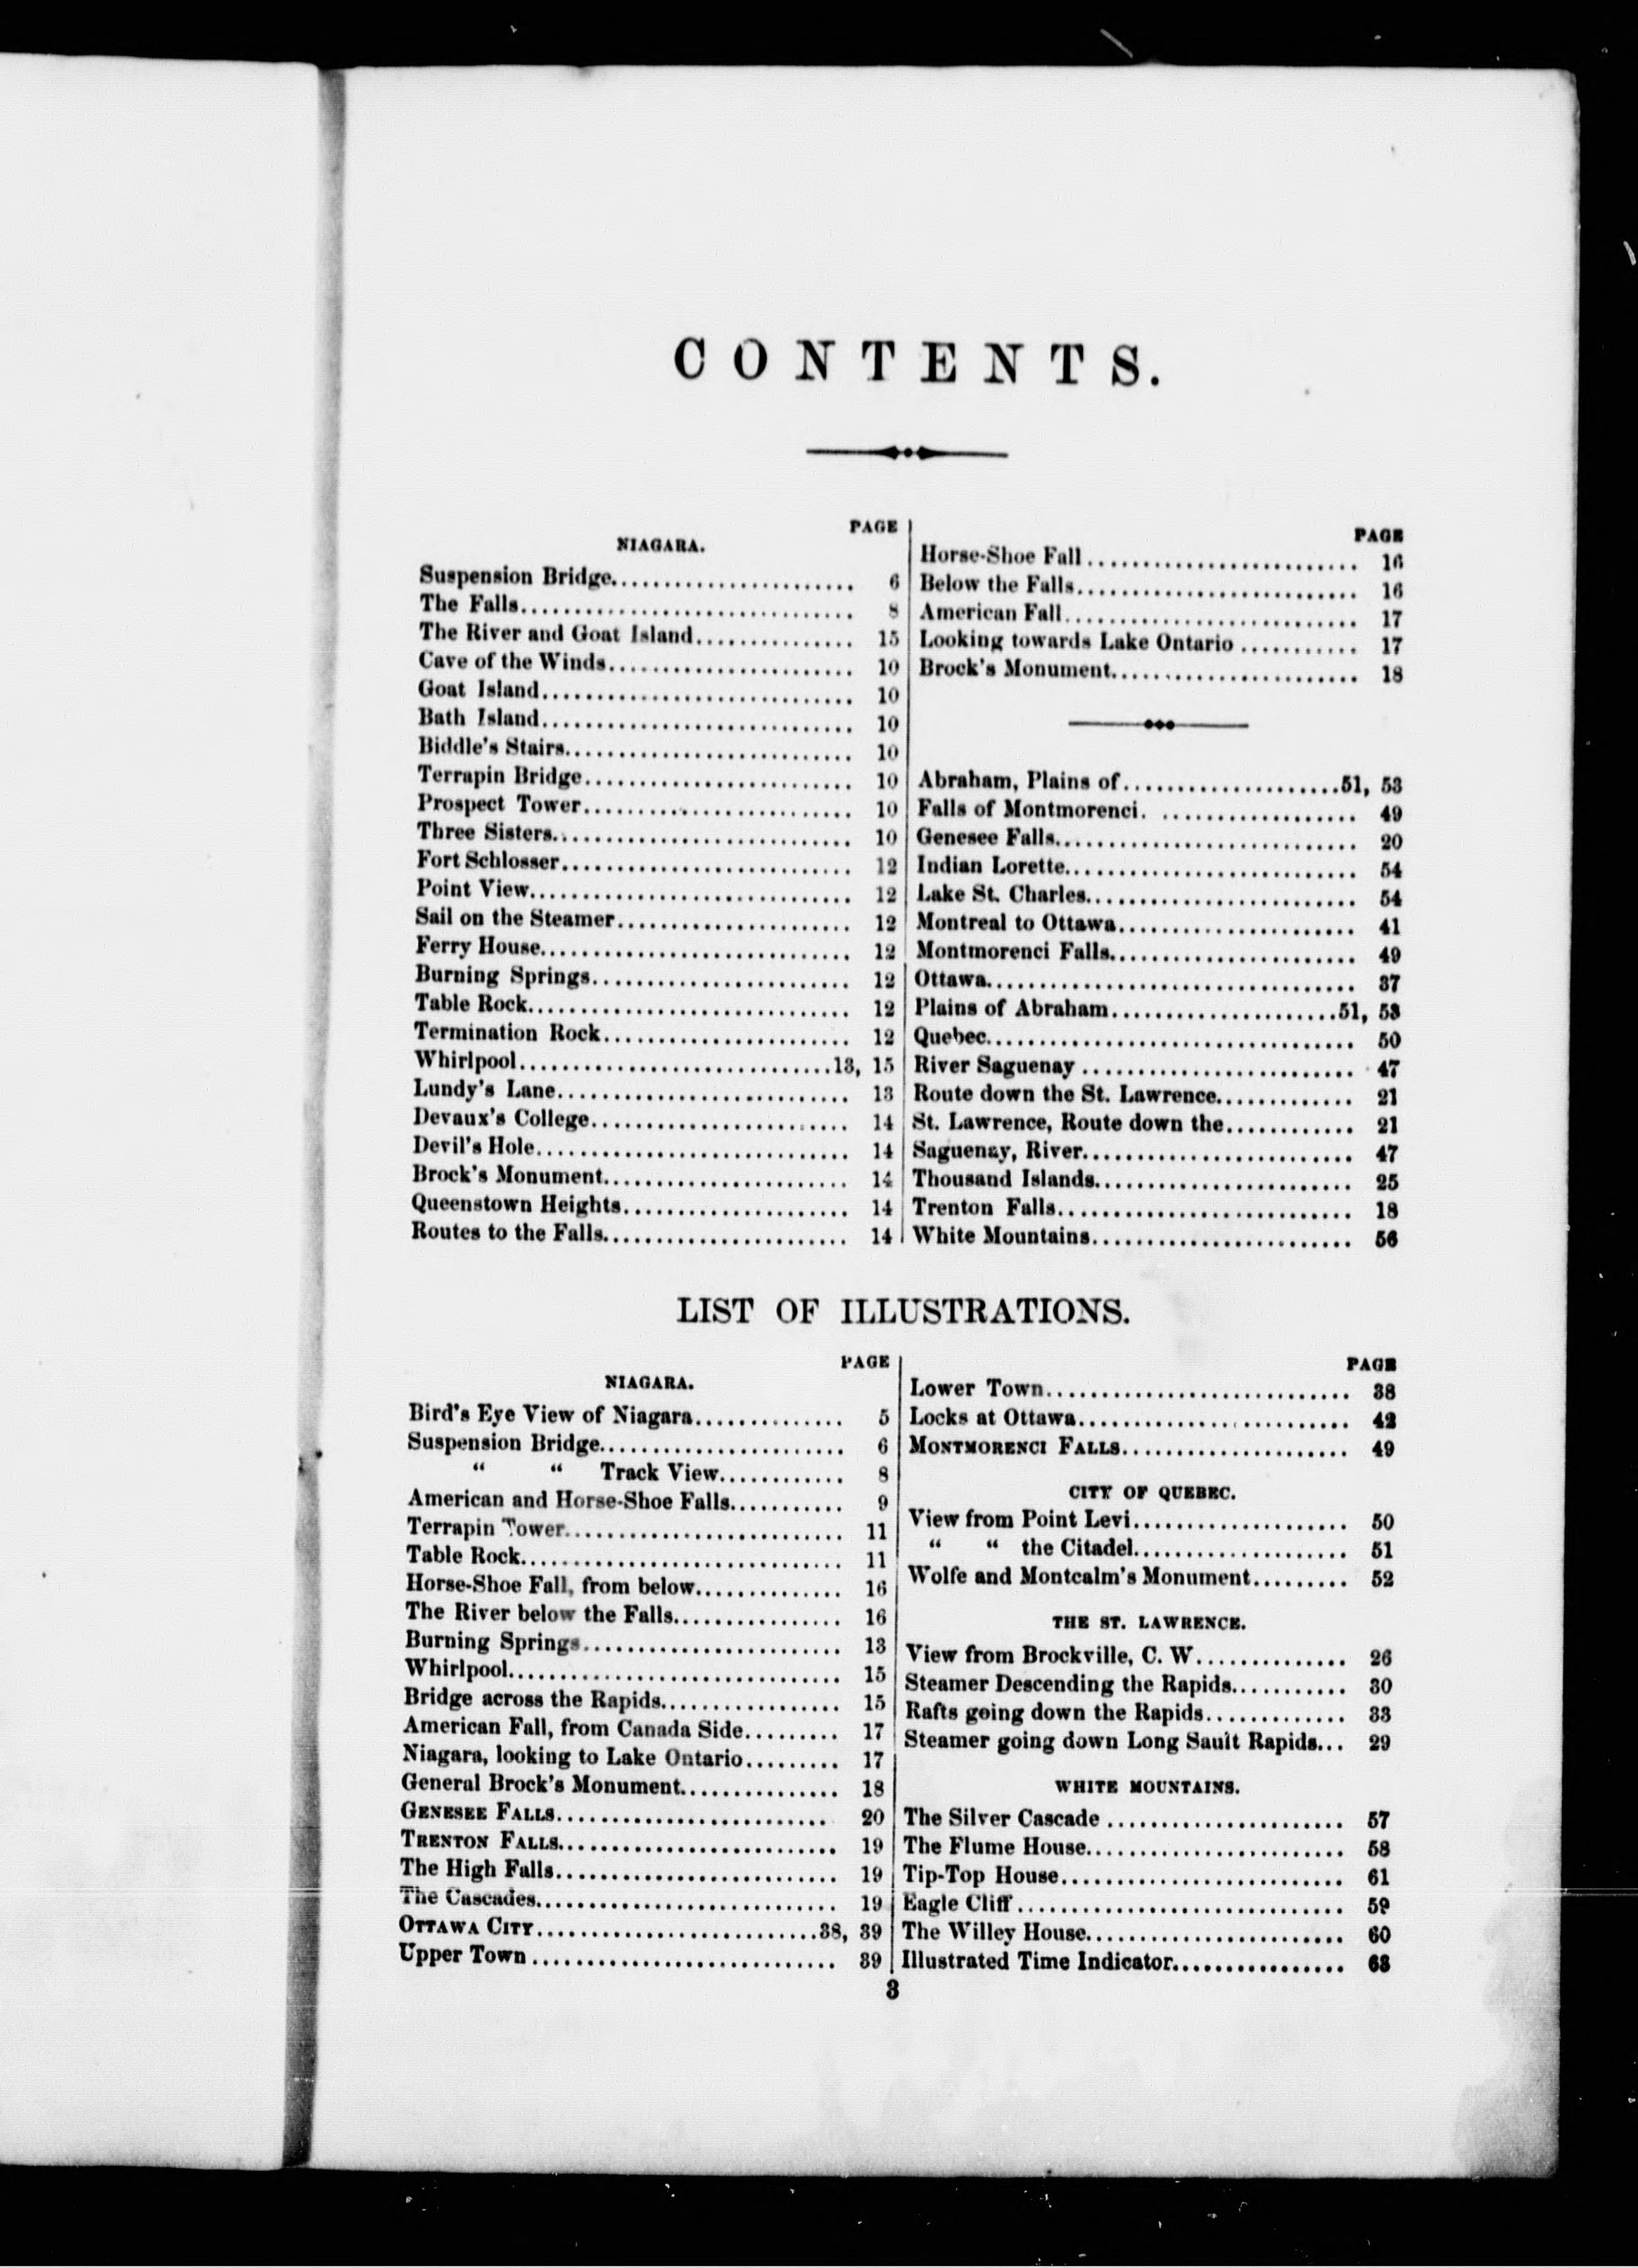 CONTENTS.
PAGE
NIAGARA.
Suspension Bridge........................ 6
The Falls................................ 8
The River and Goat Island............... 15
Cave of the Winds........................ 10
Goat Island.............................. 10
Bath Island.............................. 10
Biddle's Stairs.......................... 10
Terrapin Bridge.......................... 10
Prospect Tower........................... 10
Three Sisters............................ 10
Fort Schlosser........................... 12
Point View............................... 12
Sail on the Steamer...................... 12
Ferry House.............................. 12
Burning Springs.......................... 12
Table Rock............................... 12
Termination Rock......................... 12
Whirlpool.............................13, 15
Lundy's Lane............................. 13
Devaux's College......................... 14
Devil's Hole............................. 14
Brock's Monument......................... 14
Queenstown Heights....................... 14
Routes to the Falls...................... 14
PAGE
Horse-Shoe Fall ......................... 16
Below the Falls.......................... 16
American Fall............................ 17
Looking towards Lake Ontario ........... 17
Brock's Monument......................... 18
Abraham, Plains of....................51, 53
Falls of Montmorenci. .................. 49
Genesee Falls............................ 20
Indian Lorette........................... 54
Lake St. Charles......................... 54
Montreal to Ottawa....................... 41
Montmorenci Falls........................ 49
Ottawa................................... 37
Plains of Abraham.....................51, 53
Quebec................................... 50
River Saguenay .......................... 47
Route down the St. Lawrence............. 21
St. Lawrence, Route down the............ 21
Saguenay, River.......................... 47
Thousand Islands......................... 25
Trenton Falls............................ 18
White Mountains.......................... 56
LIST OF ILLUSTRATIONS.
PAGE
NIAGARA.
Bird's Eye View of Niagara.............. 5
Suspension Bridge........................ 6
“ “ Track View............ 8
American and Horse-Shoe Falls........... 9
Terrapin Tower........................... 11
Table Rock............................... 11
Horse-Shoe Fall, from below.............. 16
The River below the Falls................ 16
Burning Springs.......................... 13
Whirlpool................................ 15
Bridge across the Rapids................. 15
American Fall, from Canada Side......... 17
Niagara, looking to Lake Ontario......... 17
General Brock's Monument................ 18
GENESEE FALLS........................... 20
TRENTON FALLS........................... 19
The High Falls........................... 19
The Cascades............................. 19
OTTAWA CITY...........................38, 39
Upper Town .............................. 39
PAGE
Lower Town............................... 38
Locks at Ottawa.......................... 42
MONTMORENCI FALLS....................... 49
CITY OF QUEBEC.
View from Point Levi..................... 50
“ “ the Citadel..................... 51
Wolfe and Montcalm's Monument......... 52
THE ST. LAWRENCE.
View from Brockville, C. W.............. 26
Steamer Descending the Rapids........... 30
Rafts going down the Rapids............. 33
Steamer going down Long Sault Rapids... 29
WHITE MOUNTAINS.
The Silver Cascade ...................... 57
The Flume House.......................... 58
Tip-Top House............................ 61
Eagle Cliff .............................. 59
The Willey House......................... 60
Illustrated Time Indicator................ 63
3